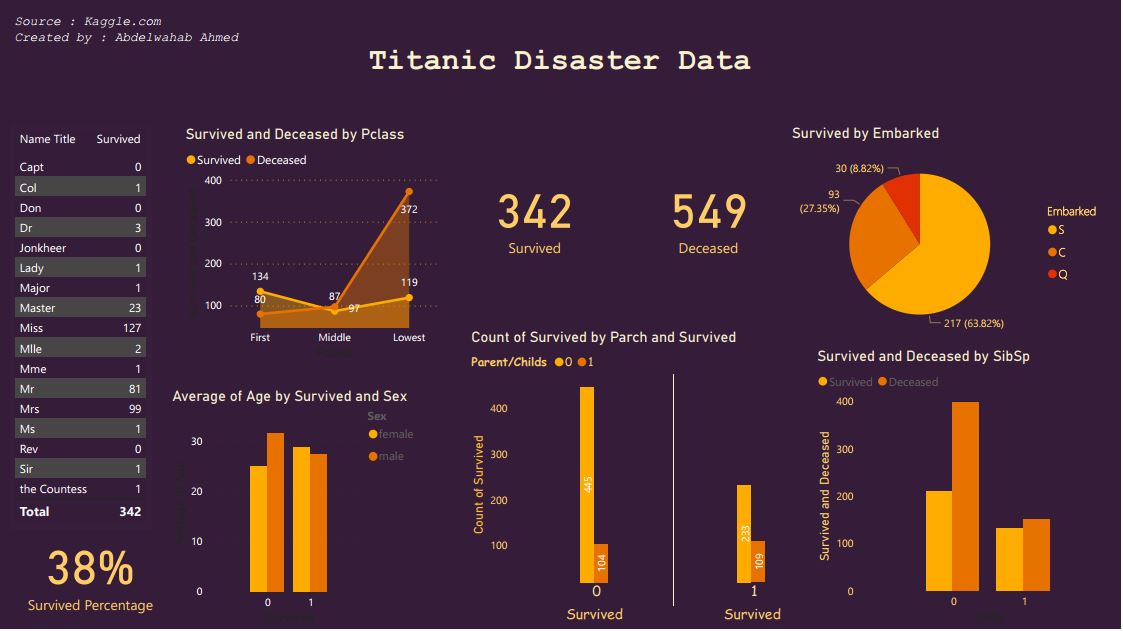 Source : Kaggle.com
Created by : Abdelwahab Ahmed
Titanic Disaster Data
Name Title Survived
Capt 0
Col 1
Don 0
Dr 3
Jonkheer 0
Lady 1
Major 1
Master 23
Miss 127
Mlle 2
Mme 1
Mr 81
Mrs 99
Ms 1
Rev 0
Sir 1
the Countess 1
Total 342
38%
Survived Percentage
Survived and Deceased by Pclass
Survived Deceased
400
300
200
100
134
80
87
97
372
119
First Middle Lowest
Average of Age by Survived and Sex
Sex
female
male
30
20
10
0
0 1
342
Survived
549
Deceased
Count of Survived by Parch and Survived
Parent/Childs 0 1
Count of Survived
400
300
200
100
445
104
233
109
0 1
Survived Survived
Survived by Embarked
30 (8.82%)
93
(27.35%)
217 (63.82%)
Embarked
S
C
Q
Survived and Deceased by SibSp
Survived Deceased
Survived and Deceased
400
300
200
100
0
0 1